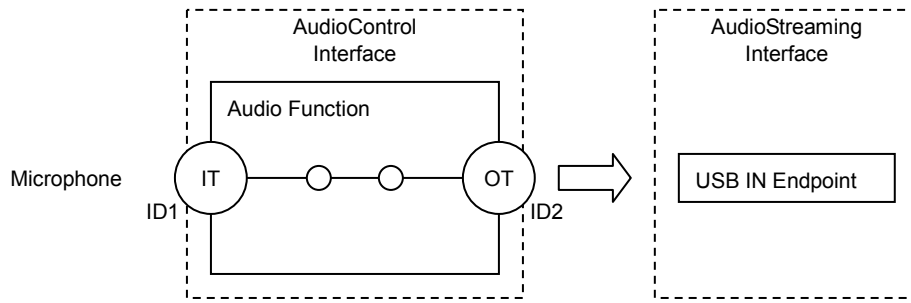 AudioControl
Interface
AudioStreaming
Interface
Audio Function
Microphone
IT
OT
USB IN Endpoint
ID1
ID2